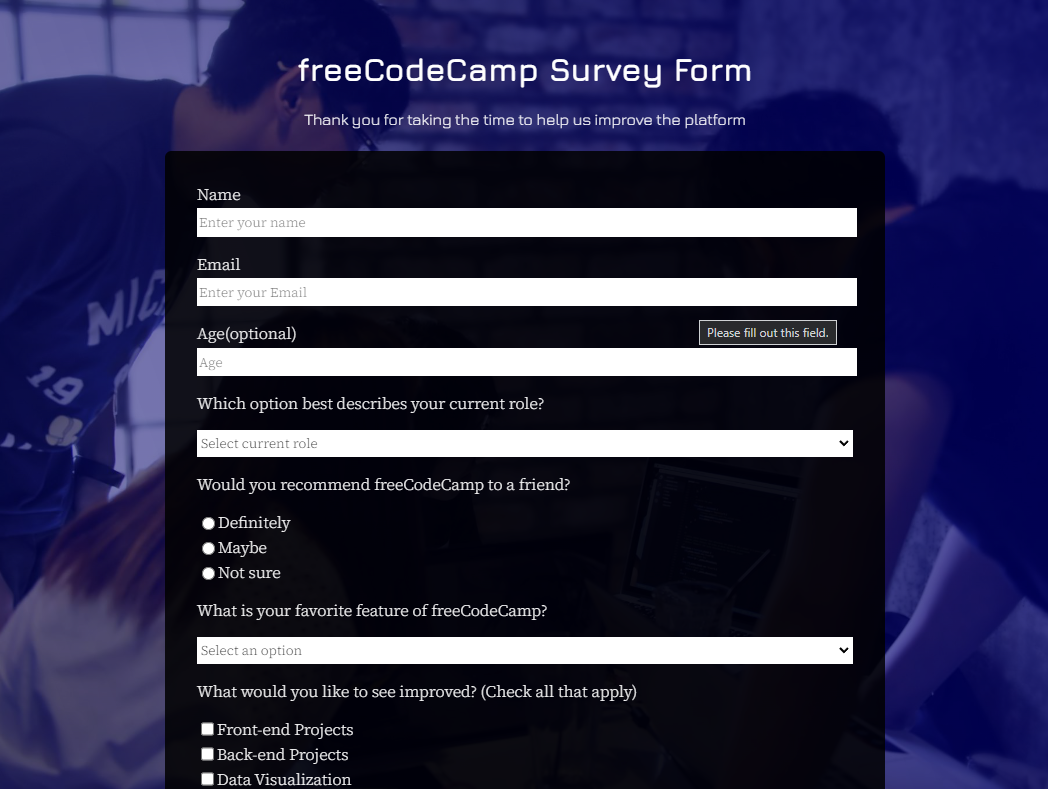 freeCodeCamp Survey Form
Thank you for taking the time to help us improve the platform
Name
Enter your name
Email
Enter your Email
Age(optional)
Please fill out this field.
Age
Which option best describes your current role?
Select current role
Would you recommend freeCodeCamp to a friend?
Definitely
Maybe
Not sure
What is your favorite feature of freeCodeCamp?
Select an option
What would you like to see improved? (Check all that apply)
Front-end Projects
Back-end Projects
Data Visualization
MIC
19